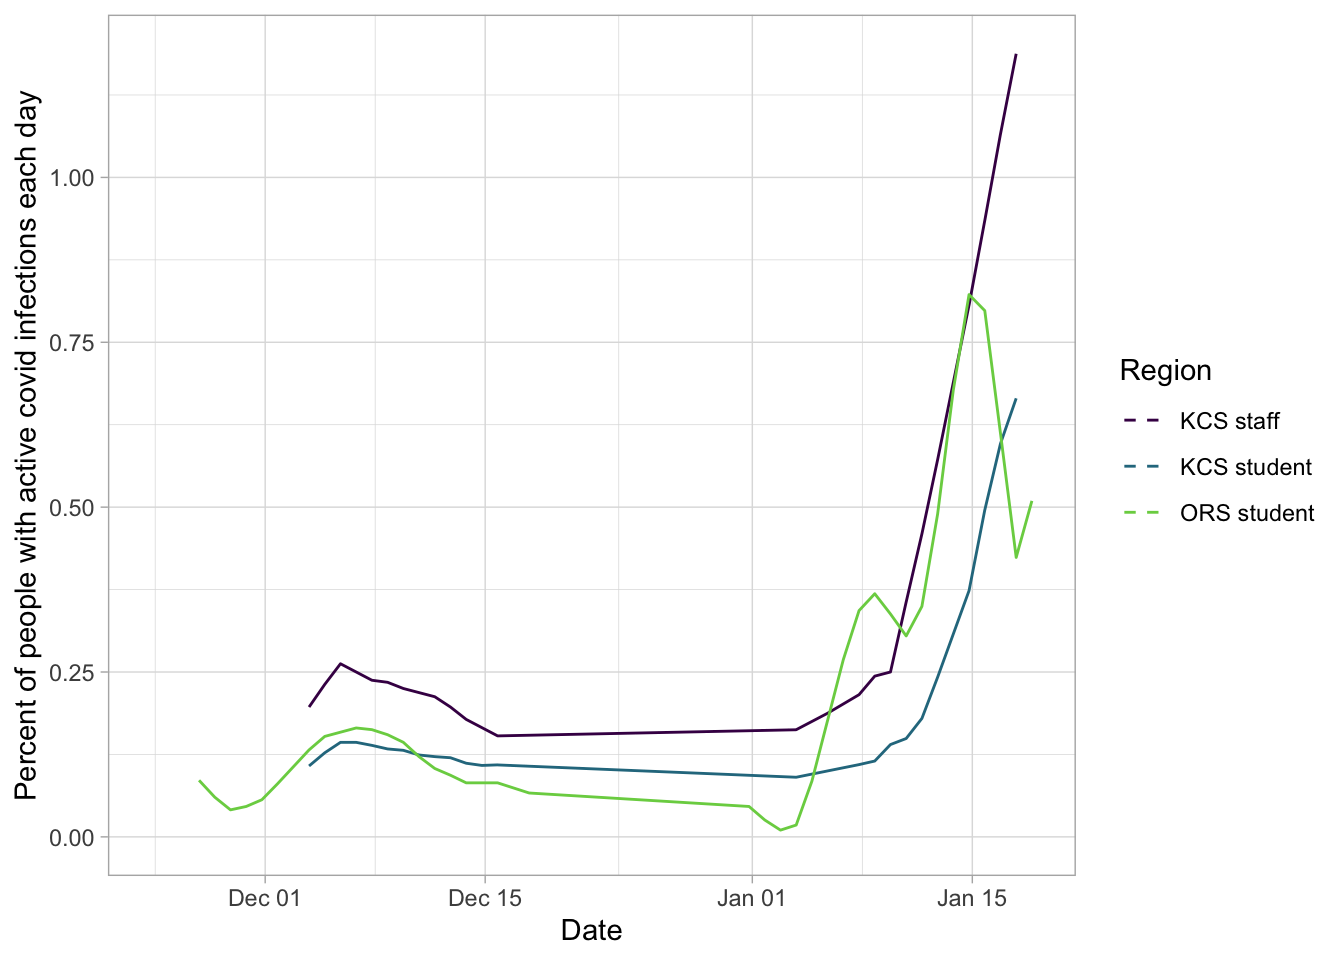 Percent of people with active covid infections each day
1.00
0.75
0.50
0.25
0.00
Dec 01
Dec 15
Jan 01
Jan 15
Date
Region
KCS staff
KCS student
ORS student